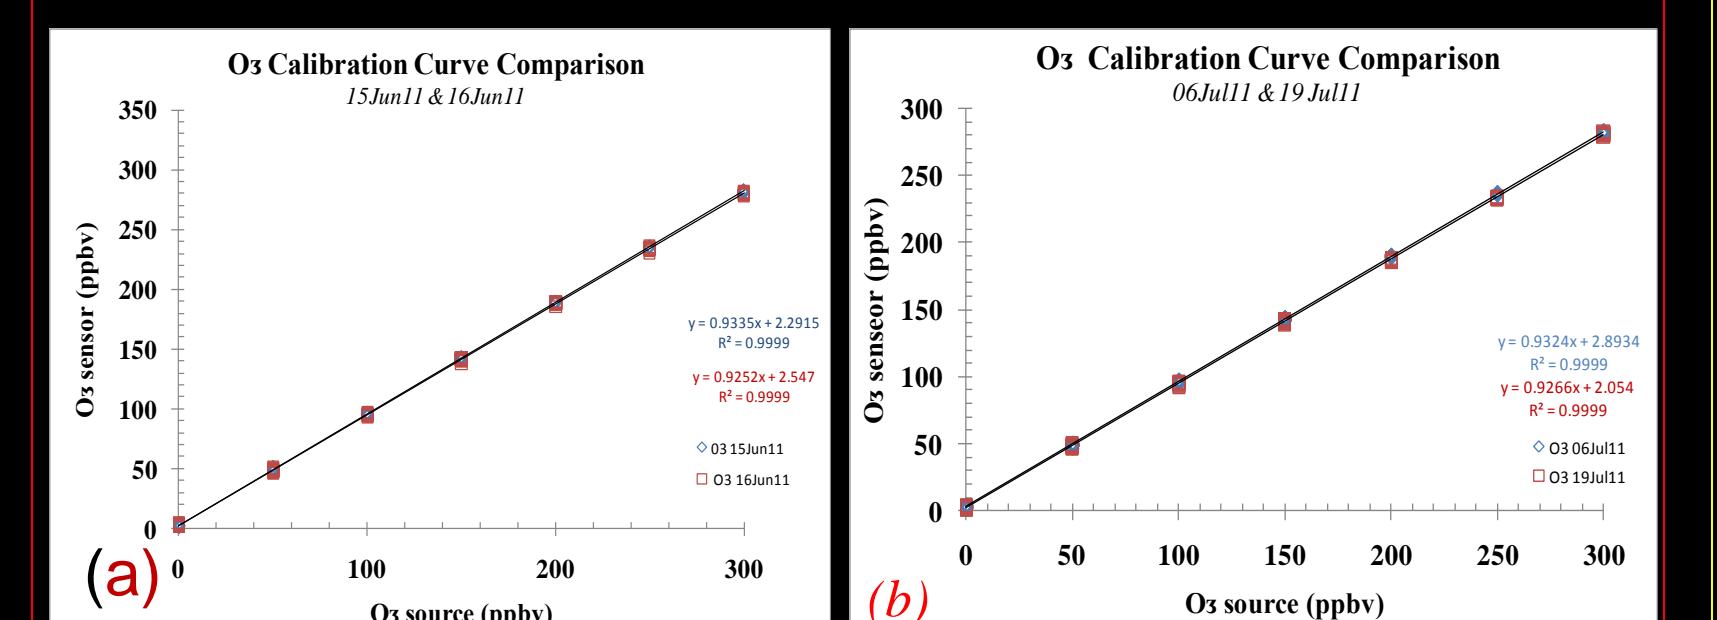 O₃ Calibration Curve Comparison
15Jun11 & 16Jun11
350
300
250
200
150
100
50
0
O₃ sensor (ppbv)
y = 0.9335x + 2.2915
R² = 0.9999
y = 0.9252x + 2.547
R² = 0.9999
03 15Jun11
O3 16Jun11
0 100 200 300
(a)
O₃ source (ppbv)
O₃ Calibration Curve Comparison
06Jul11 & 19 Jul11
300
250
200
150
100
50
0
O₃ senseor (ppbv)
y = 0.9324x + 2.8934
R² = 0.9999
y = 0.9266x + 2.054
R² = 0.9999
O3 06Jul11
O3 19Jul11
0 50 100 150 200 250 300
(b)
O₃ source (ppbv)